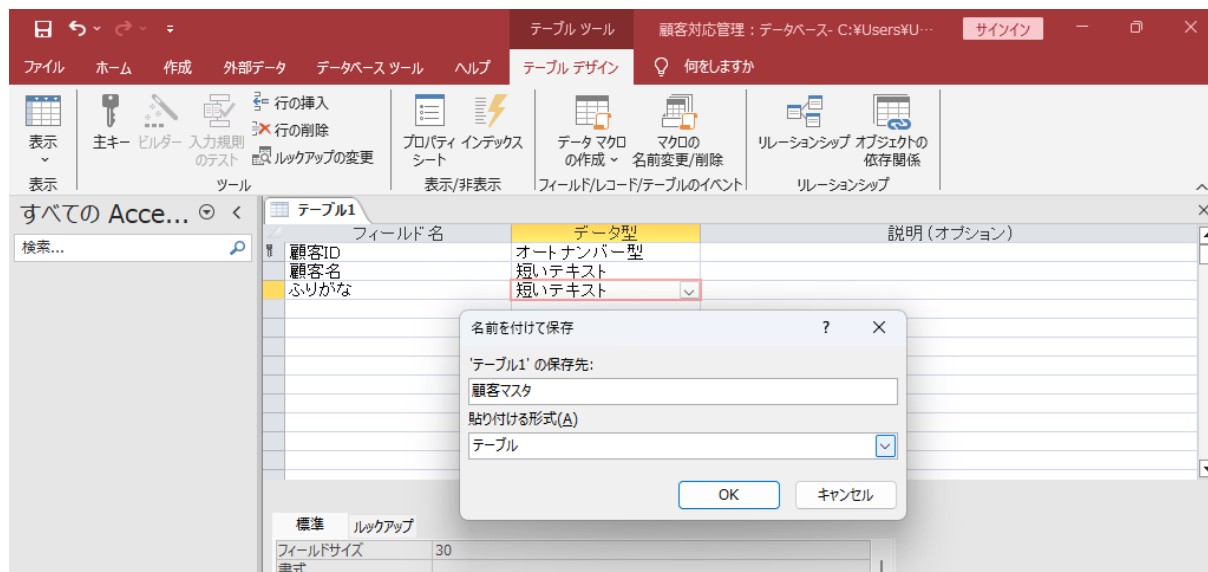 テーブル ツール 顧客対応管理：データベース- C:¥Users¥U… サインイン
ファイル ホーム 作成 外部データ データベース ツール ヘルプ テーブル デザイン 何をしますか
表示
主キー
ビルダー
入力規則
のテスト
行の挿入
行の削除
ルックアップの変更
プロパティ
シート
インデックス
データ マクロ
の作成
マクロの
名前変更/削除
リレーションシップ
オブジェクトの
依存関係
表示 ツール 表示/非表示 フィールド/レコード/テーブルのイベント リレーションシップ
すべての Acce...
検索...
テーブル1
フィールド名 データ型 説明 (オプション)
顧客ID オートナンバー型
顧客名 短いテキスト
ふりがな 短いテキスト
名前を付けて保存 ?
'テーブル1' の保存先:
顧客マスタ
貼り付ける形式(A)
テーブル
OK キャンセル
標準 ルックアップ
フィールドサイズ 30
書式